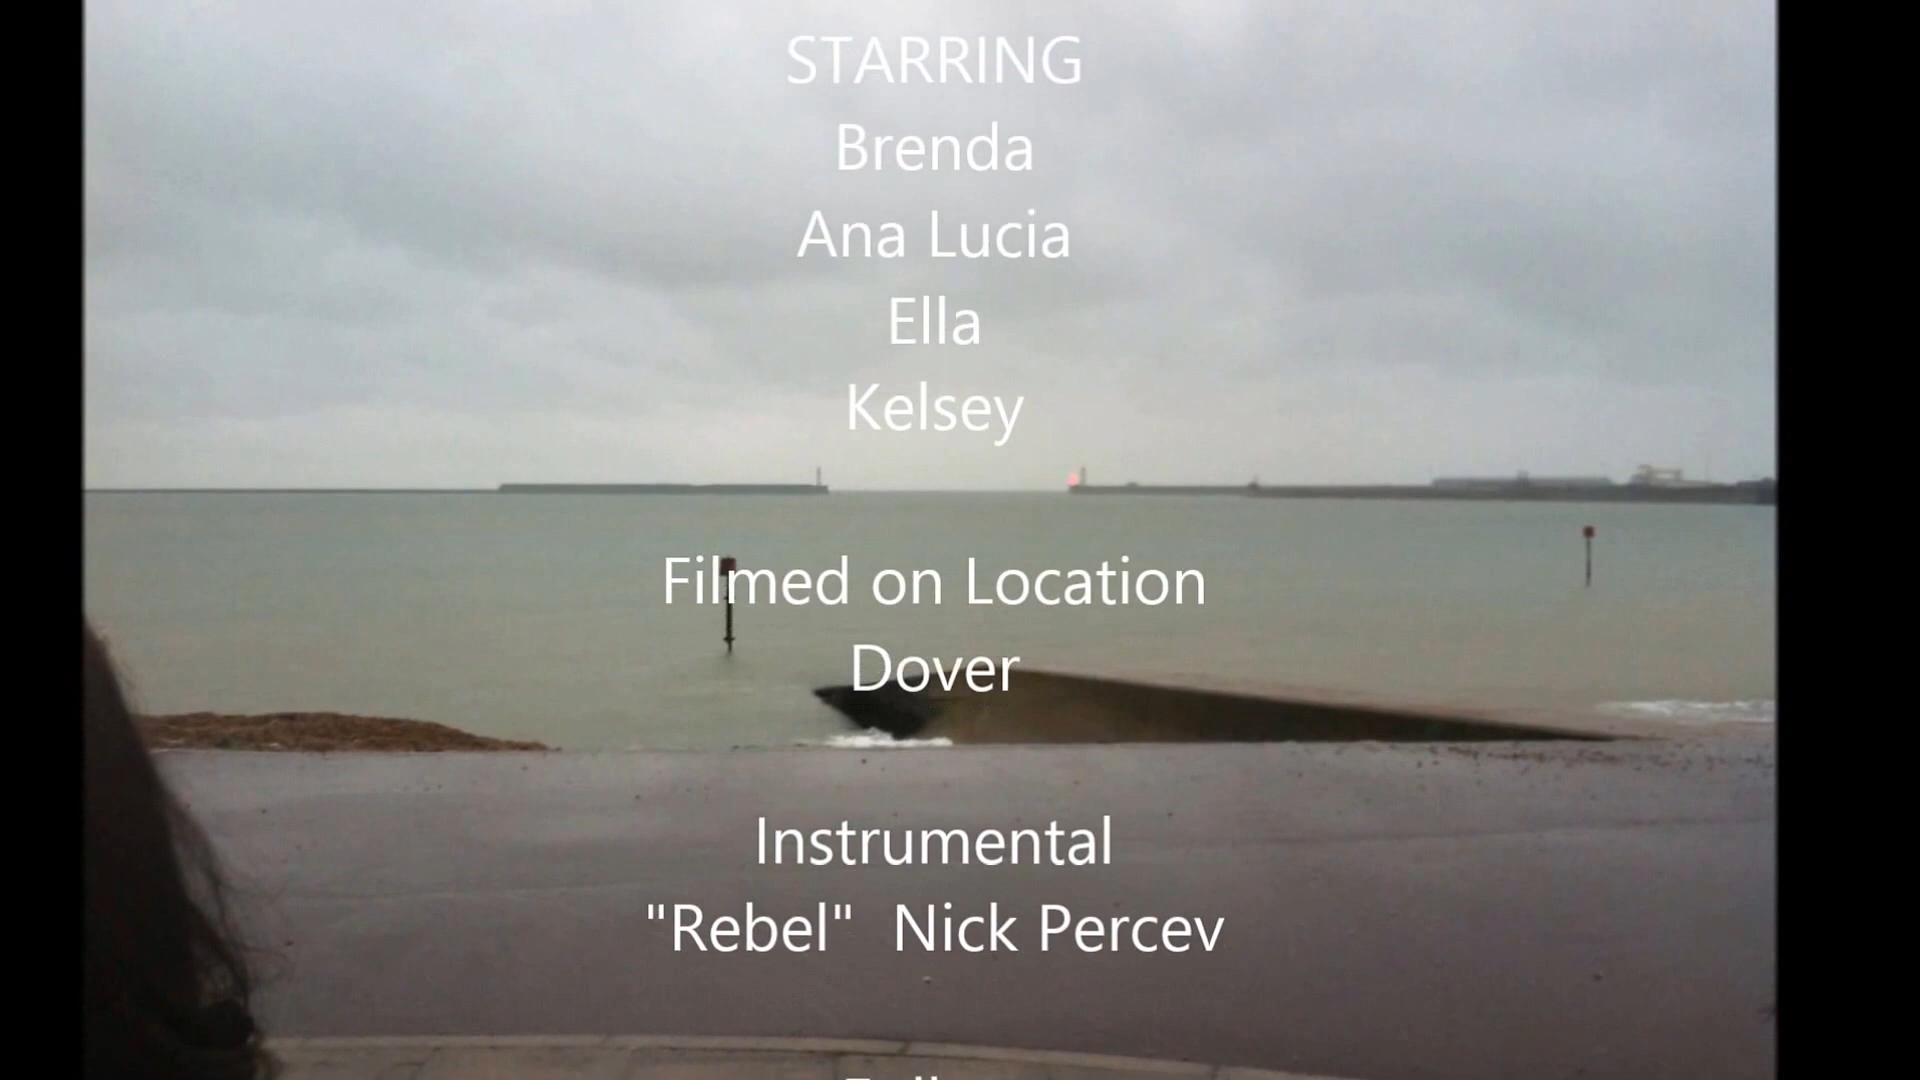 STARRING
Brenda
Ana Lucia
Ella
Kelsey
Filmed on Location
Dover
Instrumental
"Rebel"  Nick Percev